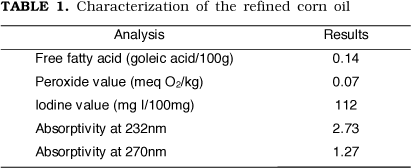 TABLE 1. Characterization of the refined corn oil
Analysis Results
Free fatty acid (goleic acid/100g) 0.14
Peroxide value (meq O₂/kg) 0.07
Iodine value (mg I/100mg) 112
Absorptivity at 232nm 2.73
Absorptivity at 270nm 1.27